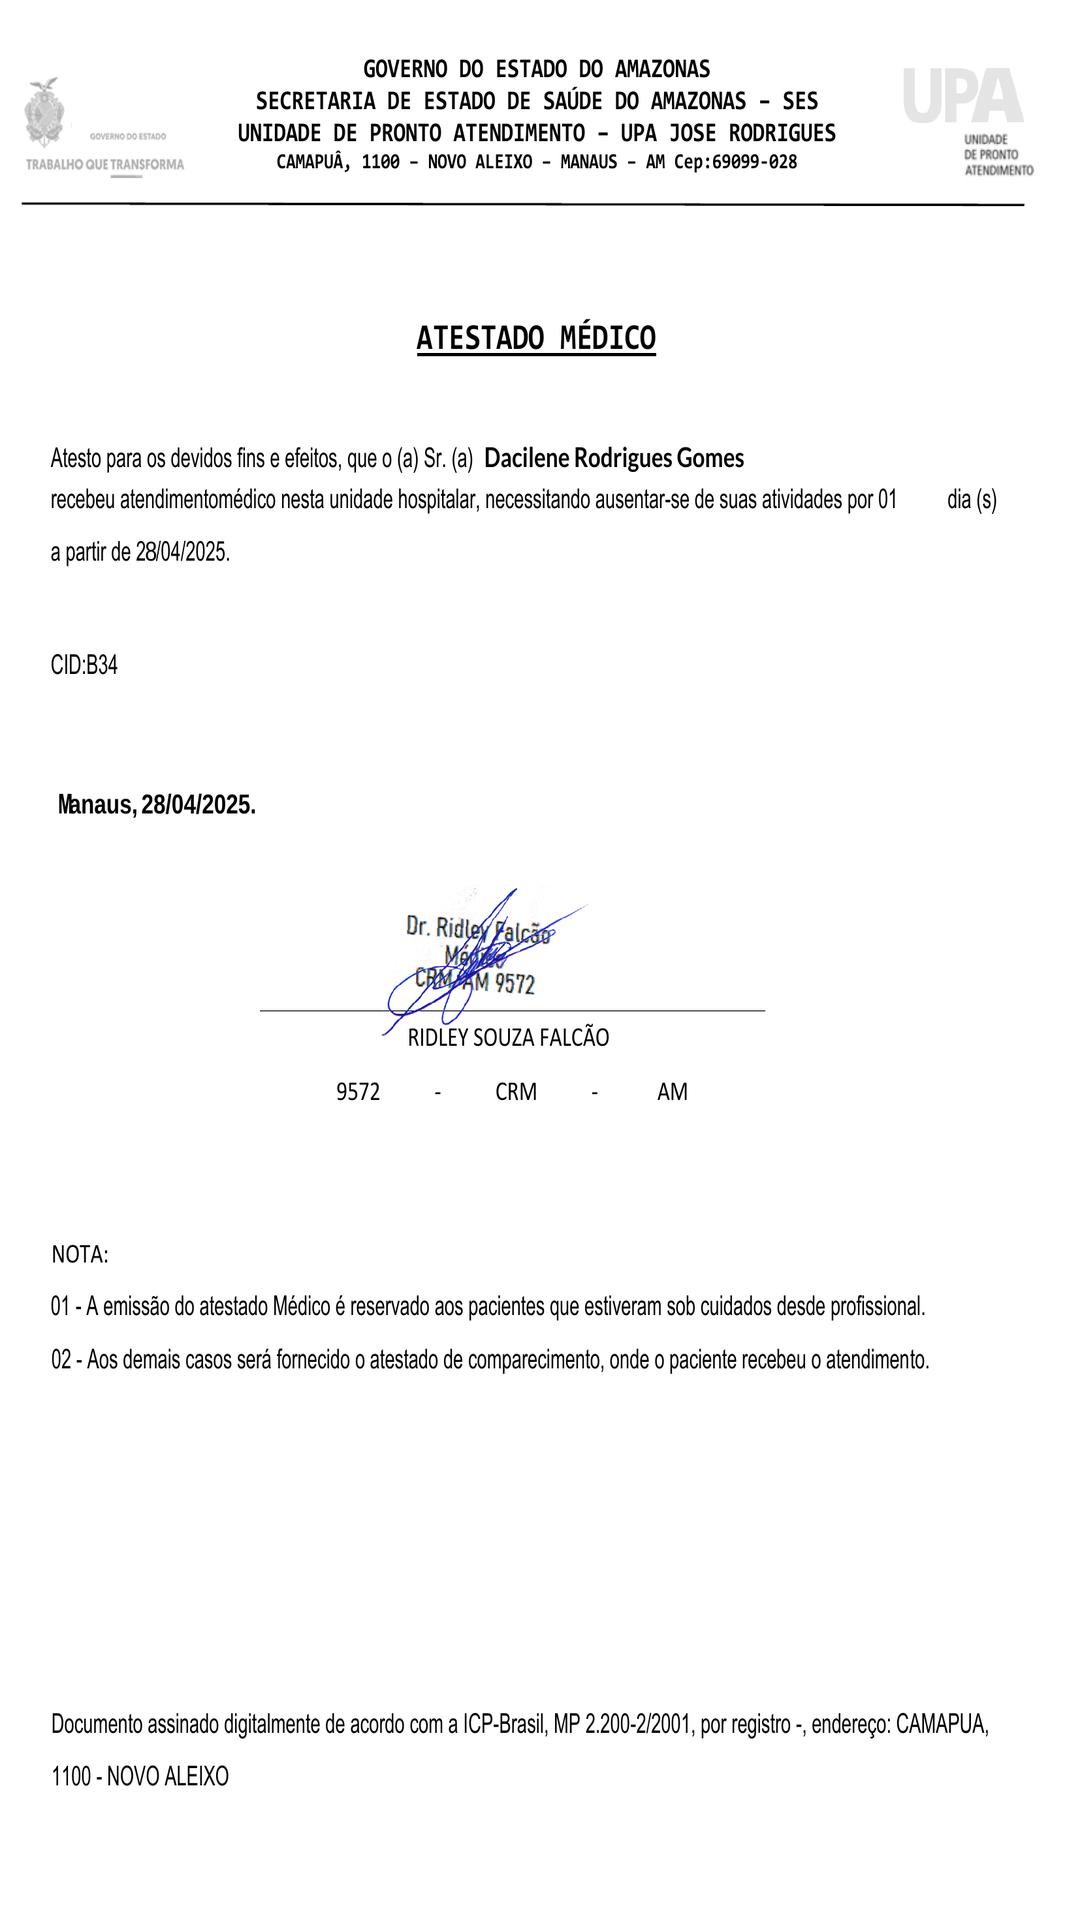 GOVERNO DO ESTADO DO AMAZONAS
SECRETARIA DE ESTADO DE SAÚDE DO AMAZONAS – SES
UNIDADE DE PRONTO ATENDIMENTO – UPA JOSE RODRIGUES
CAMAPUÂ, 1100 – NOVO ALEIXO – MANAUS – AM Cep:69099-028
GOVERNO DO ESTADO
TRABALHO QUE TRANSFORMA
UPA
UNIDADE
DE PRONTO
ATENDIMENTO
ATESTADO MÉDICO
Atesto para os devidos fins e efeitos, que o (a) Sr. (a) Dacilene Rodrigues Gomes
recebeu atendimentomédico nesta unidade hospitalar, necessitando ausentar-se de suas atividades por 01 dia (s)
a partir de 28/04/2025.
CID:B34
Manaus, 28/04/2025.
Dr. Ridley Falcão
Médico
CRM-AM 9572
RIDLEY SOUZA FALCÃO
9572 - CRM - AM
NOTA:
01 - A emissão do atestado Médico é reservado aos pacientes que estiveram sob cuidados desde profissional.
02 - Aos demais casos será fornecido o atestado de comparecimento, onde o paciente recebeu o atendimento.
Documento assinado digitalmente de acordo com a ICP-Brasil, MP 2.200-2/2001, por registro -, endereço: CAMAPUA,
1100 - NOVO ALEIXO